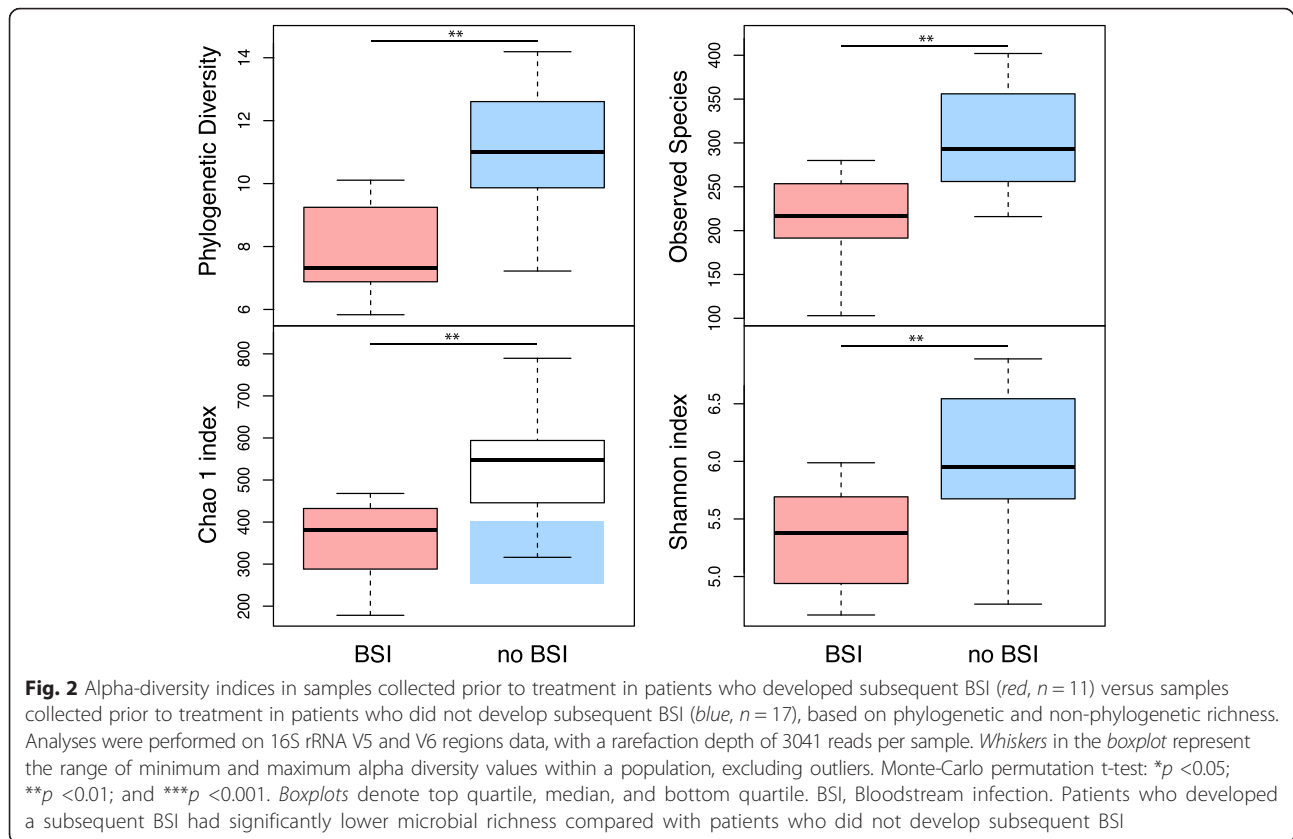 **
Phylogenetic Diversity
14
12
10
8
6
**
Observed Species
400
350
300
250
200
150
100
**
Chao 1 index
800
700
600
500
400
300
200
BSI
no BSI
**
Shannon index
6.5
6.0
5.5
5.0
BSI
no BSI
Fig. 2 Alpha-diversity indices in samples collected prior to treatment in patients who developed subsequent BSI (red, n = 11) versus samples
collected prior to treatment in patients who did not develop subsequent BSI (blue, n = 17), based on phylogenetic and non-phylogenetic richness.
Analyses were performed on 16S rRNA V5 and V6 regions data, with a rarefaction depth of 3041 reads per sample. Whiskers in the boxplot represent
the range of minimum and maximum alpha diversity values within a population, excluding outliers. Monte-Carlo permutation t-test: *p <0.05;
**p <0.01; and ***p <0.001. Boxplots denote top quartile, median, and bottom quartile. BSI, Bloodstream infection. Patients who developed
a subsequent BSI had significantly lower microbial richness compared with patients who did not develop subsequent BSI